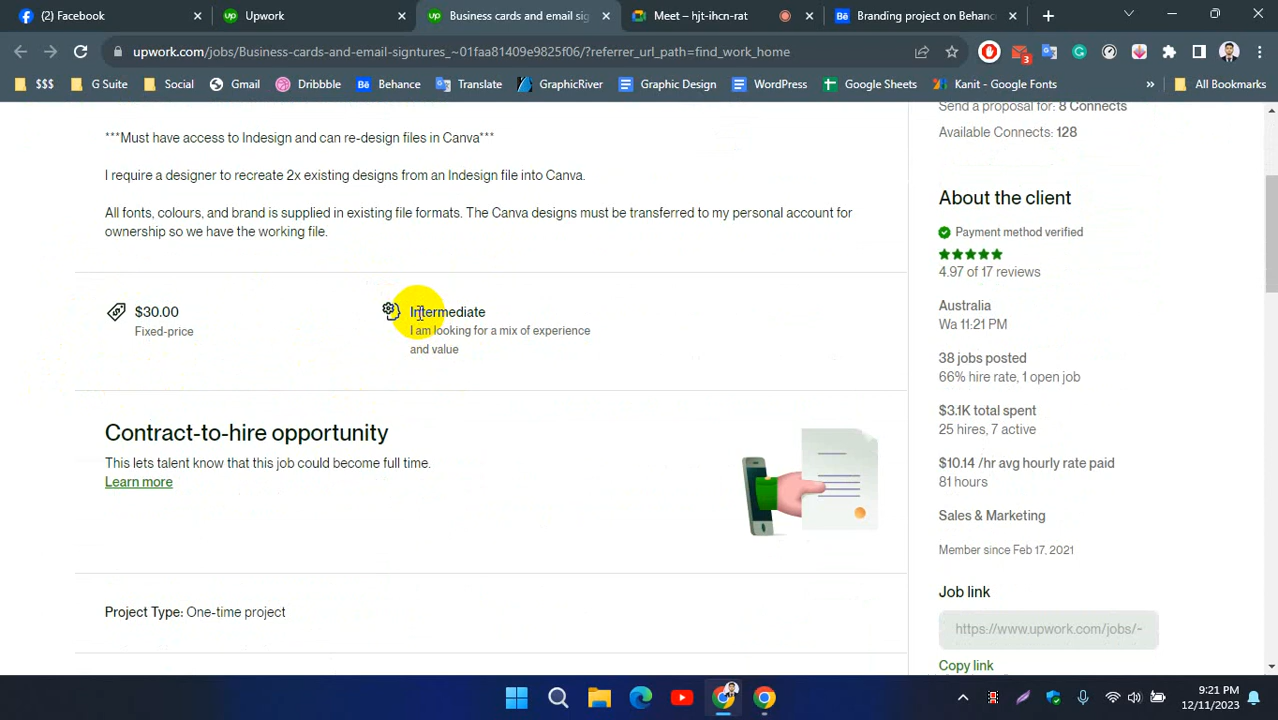 (2) Facebook
Upwork
Business cards and email sig
Meet – hjt-ihcn-rat
Branding project on Behanc
upwork.com/jobs/Business-cards-and-email-signtures_~01faa81409e9825f06/?referrer_url_path=find_work_home
3
$$$
G Suite
Social
Gmail
Dribbble
Behance
Translate
GraphicRiver
Graphic Design
WordPress
Google Sheets
Kanit - Google Fonts
»
All Bookmarks
***Must have access to Indesign and can re-design files in Canva***
I require a designer to recreate 2x existing designs from an Indesign file into Canva.
All fonts, colours, and brand is supplied in existing file formats. The Canva designs must be transferred to my personal account for
ownership so we have the working file.
$30.00
Fixed-price
Intermediate
I am looking for a mix of experience
and value
Contract-to-hire opportunity
This lets talent know that this job could become full time.
Learn more
Project Type: One-time project
Send a proposal for: 8 Connects
Available Connects: 128
About the client
Payment method verified
4.97 of 17 reviews
Australia
Wa 11:21 PM
38 jobs posted
66% hire rate, 1 open job
$3.1K total spent
25 hires, 7 active
$10.14 /hr avg hourly rate paid
81 hours
Sales & Marketing
Member since Feb 17, 2021
Job link
https://www.upwork.com/jobs/~
Copy link
9:21 PM
12/11/2023